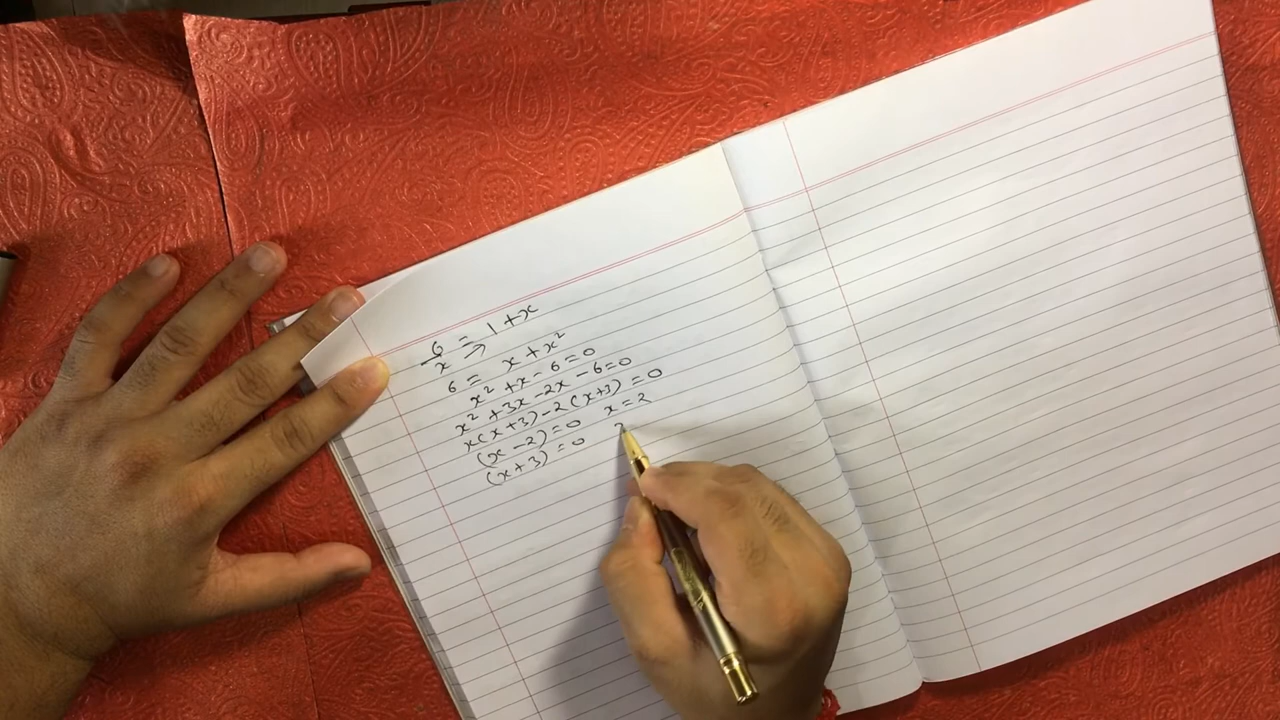 6/x = 1 + x
6 = x + x²
x² + x - 6 = 0
x² + 3x - 2x - 6 = 0
x(x + 3) - 2(x + 3) = 0
(x - 2) = 0 x = 2
(x + 3) = 0